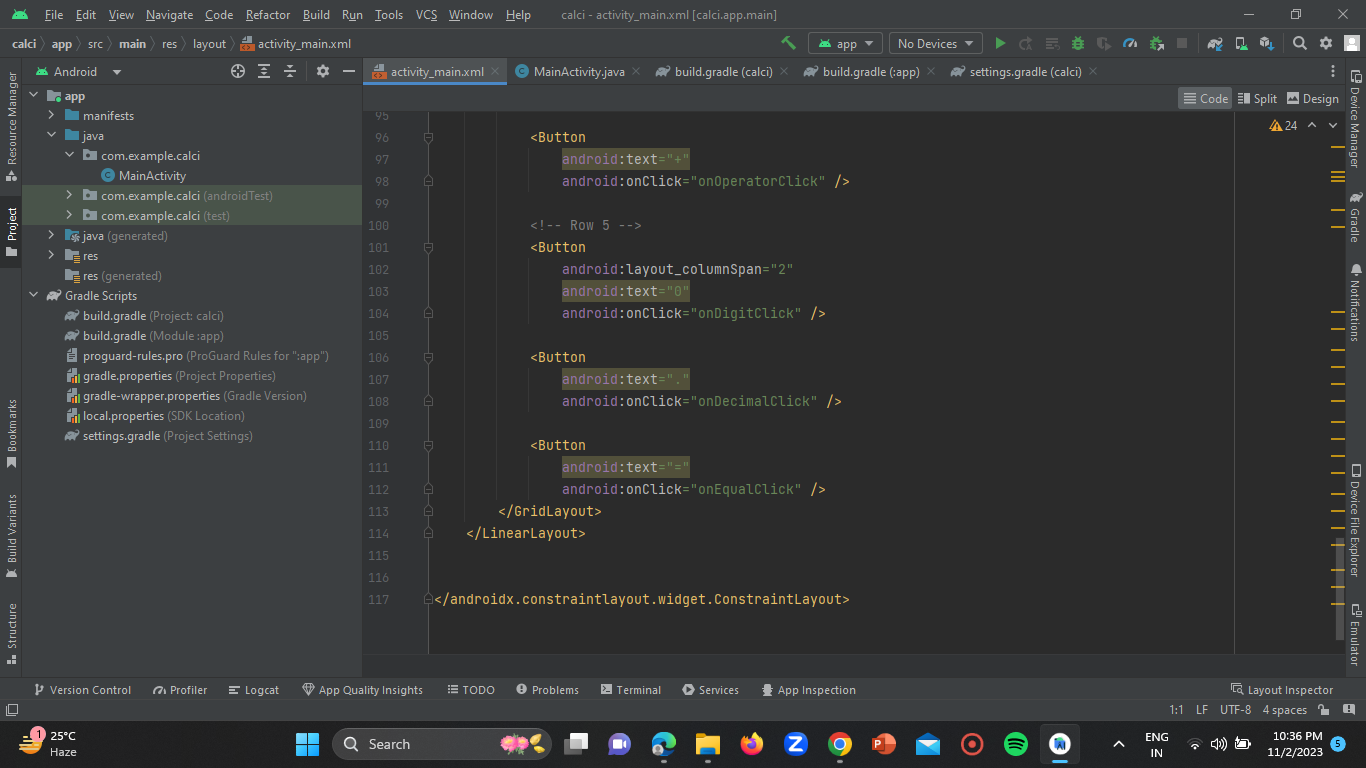 File Edit View Navigate Code Refactor Build Run Tools VCS Window Help calci - activity_main.xml [calci.app.main]
calci app src main res layout activity_main.xml app No Devices
Android
activity_main.xml MainActivity.java build.gradle (calci) build.gradle (:app) settings.gradle (calci)
Code Split Design
Resource Manager
Project
Bookmarks
Build Variants
Structure
app
manifests
java
com.example.calci
MainActivity
com.example.calci (androidTest)
com.example.calci (test)
java (generated)
res
res (generated)
Gradle Scripts
build.gradle (Project: calci)
build.gradle (Module :app)
proguard-rules.pro (ProGuard Rules for ":app")
gradle.properties (Project Properties)
gradle-wrapper.properties (Gradle Version)
local.properties (SDK Location)
settings.gradle (Project Settings)
24
95
96 <Button
97 android:text="+"
98 android:onClick="onOperatorClick" />
99
100 <!-- Row 5 -->
101 <Button
102 android:layout_columnSpan="2"
103 android:text="0"
104 android:onClick="onDigitClick" />
105
106 <Button
107 android:text="."
108 android:onClick="onDecimalClick" />
109
110 <Button
111 android:text="="
112 android:onClick="onEqualClick" />
113 </GridLayout>
114 </LinearLayout>
115
116
117 </androidx.constraintlayout.widget.ConstraintLayout>
Device Manager
Gradle
Notifications
Device File Explorer
Emulator
Version Control Profiler Logcat App Quality Insights TODO Problems Terminal Services App Inspection Layout Inspector
1:1 LF UTF-8 4 spaces
1
25°C
Haze
Search
ENG
IN
10:36 PM
11/2/2023
5